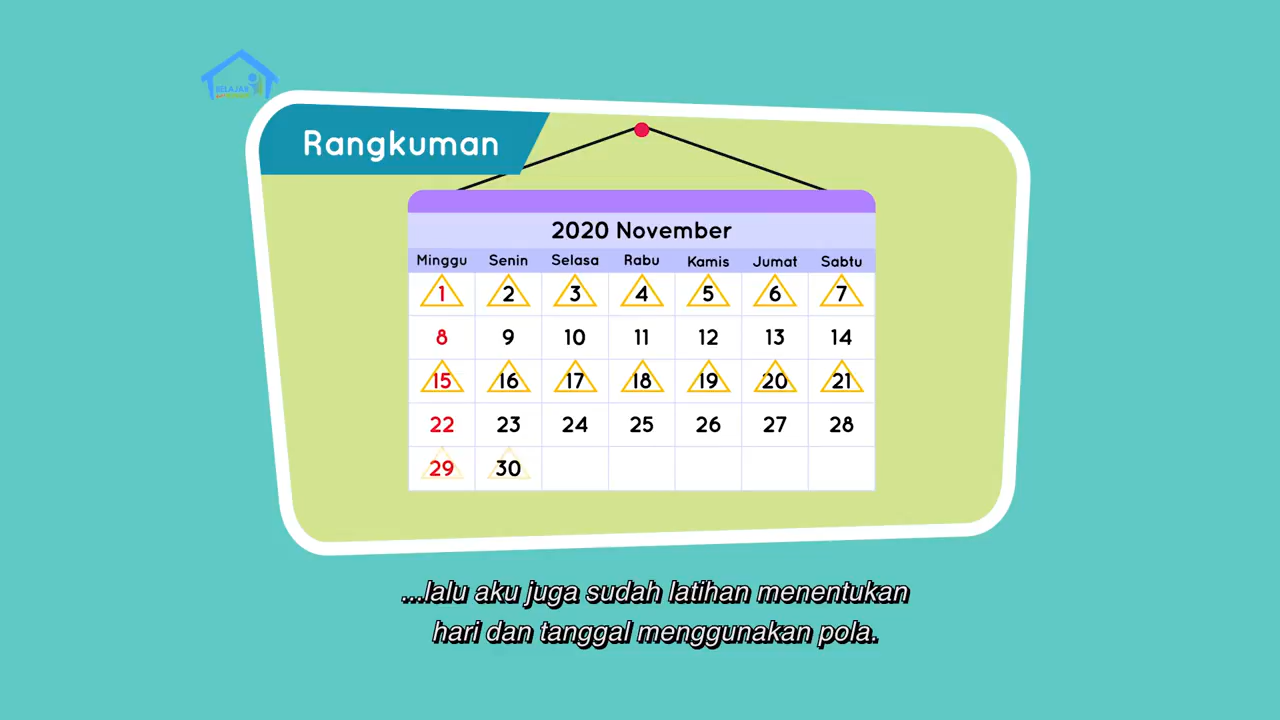 BELAJAR
Rangkuman
2020 November
Minggu Senin Selasa Rabu Kamis Jumat Sabtu
1 2 3 4 5 6 7
8 9 10 11 12 13 14
15 16 17 18 19 20 21
22 23 24 25 26 27 28
29 30
...lalu aku juga sudah latihan menentukan
hari dan tanggal menggunakan pola.